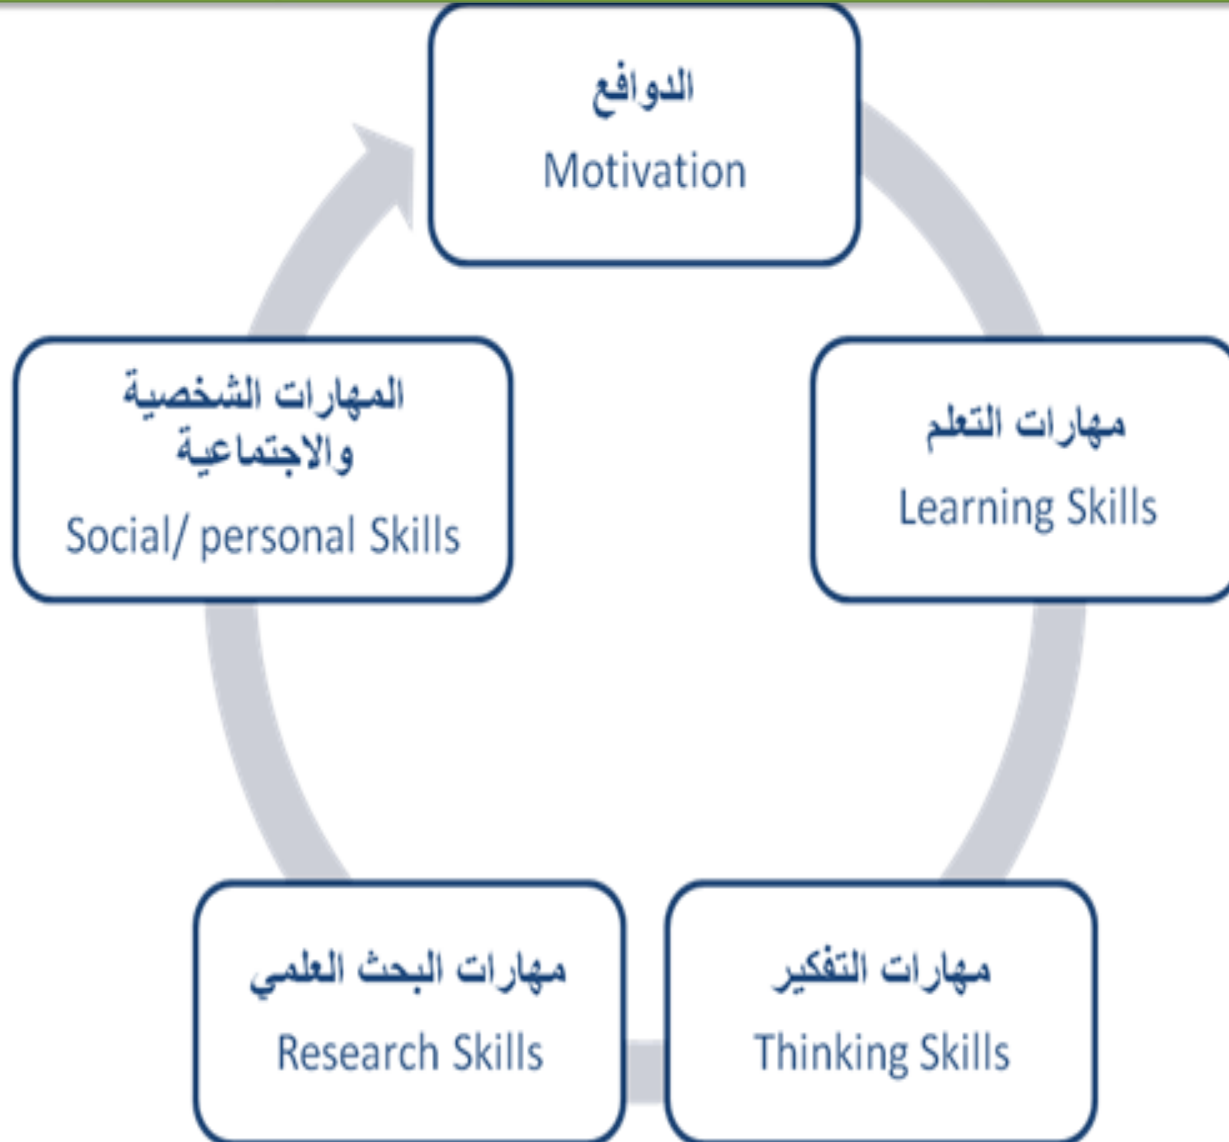 الدوافع
Motivation
مهارات التعلم
Learning Skills
مهارات التفكير
Thinking Skills
مهارات البحث العلمي
Research Skills
المهارات الشخصية
والاجتماعية
Social/ personal Skills